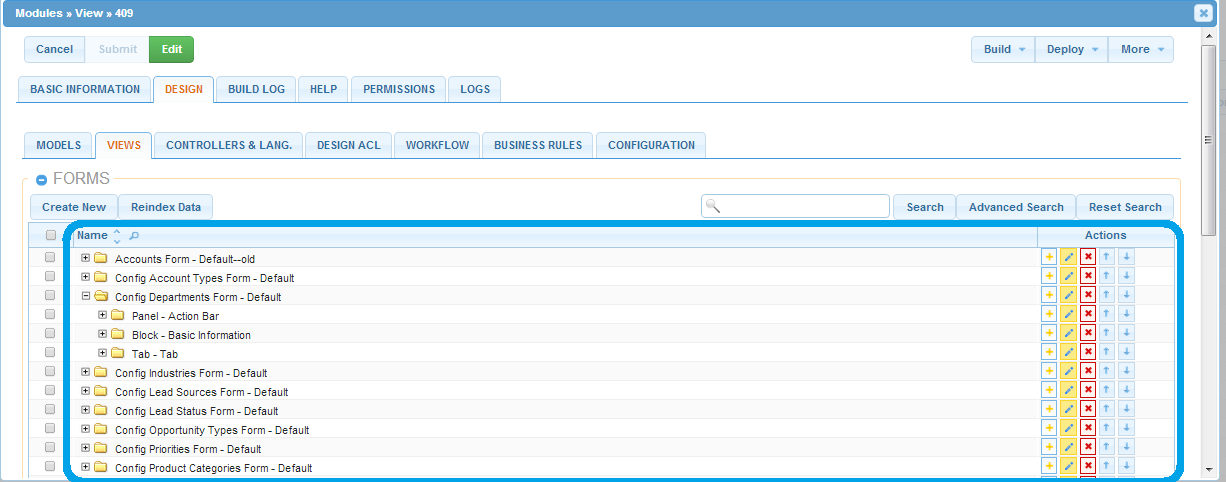 Modules » View » 409
Cancel Submit Edit Build Deploy More
BASIC INFORMATION DESIGN BUILD LOG HELP PERMISSIONS LOGS
MODELS VIEWS CONTROLLERS & LANG. DESIGN ACL WORKFLOW BUSINESS RULES CONFIGURATION
FORMS
Create New Reindex Data Search Advanced Search Reset Search
Name Actions
Accounts Form - Default--old
Config Account Types Form - Default
Config Departments Form - Default
Panel - Action Bar
Block - Basic Information
Tab - Tab
Config Industries Form - Default
Config Lead Sources Form - Default
Config Lead Status Form - Default
Config Opportunity Types Form - Default
Config Priorities Form - Default
Config Product Categories Form - Default